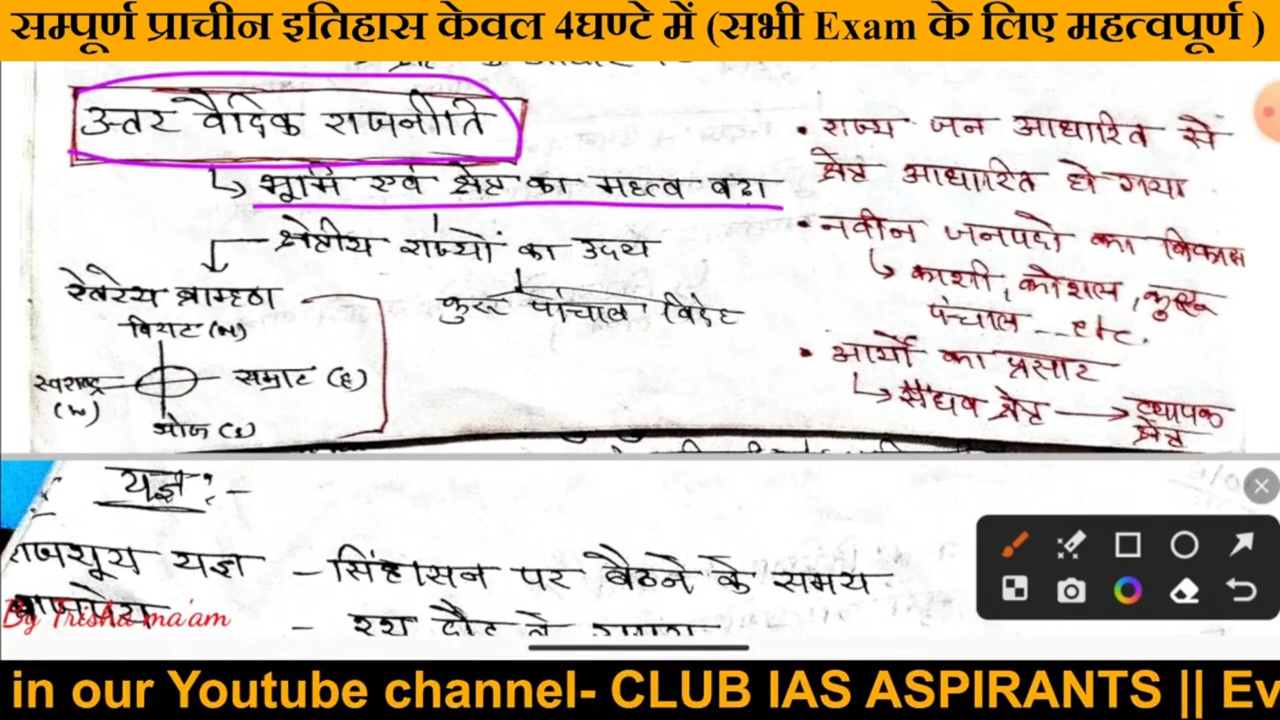 सम्पूर्ण प्राचीन इतिहास केवल 4घण्टे में (सभी Exam के लिए महत्वपूर्ण )
उत्तर वैदिक राजनीति
भूमि एवं क्षेत्र का महत्व बढा
क्षेत्रीय राज्यों का उदय
ऐतरेय ब्राम्हण
कुरू पांचाल विदेह
विराट (N)
स्वराष्ट्र
(W)
सम्राट (E)
भोज (S)
• राज्य जन आधारित से
क्षेत्र आधारित हो गया
• नवीन जनपदो का विकास
काशी, कोशल, कुरू
पंचाल -- etc.
• आर्यो का प्रसार
सैंधव क्षेत्र → व्यापक
क्षेत्र
यज्ञ :-
राजसूय यज्ञ - सिंहासन पर बैठने के समय
By Trisha ma'am
- रथ दौड
in our Youtube channel- CLUB IAS ASPIRANTS || Ev